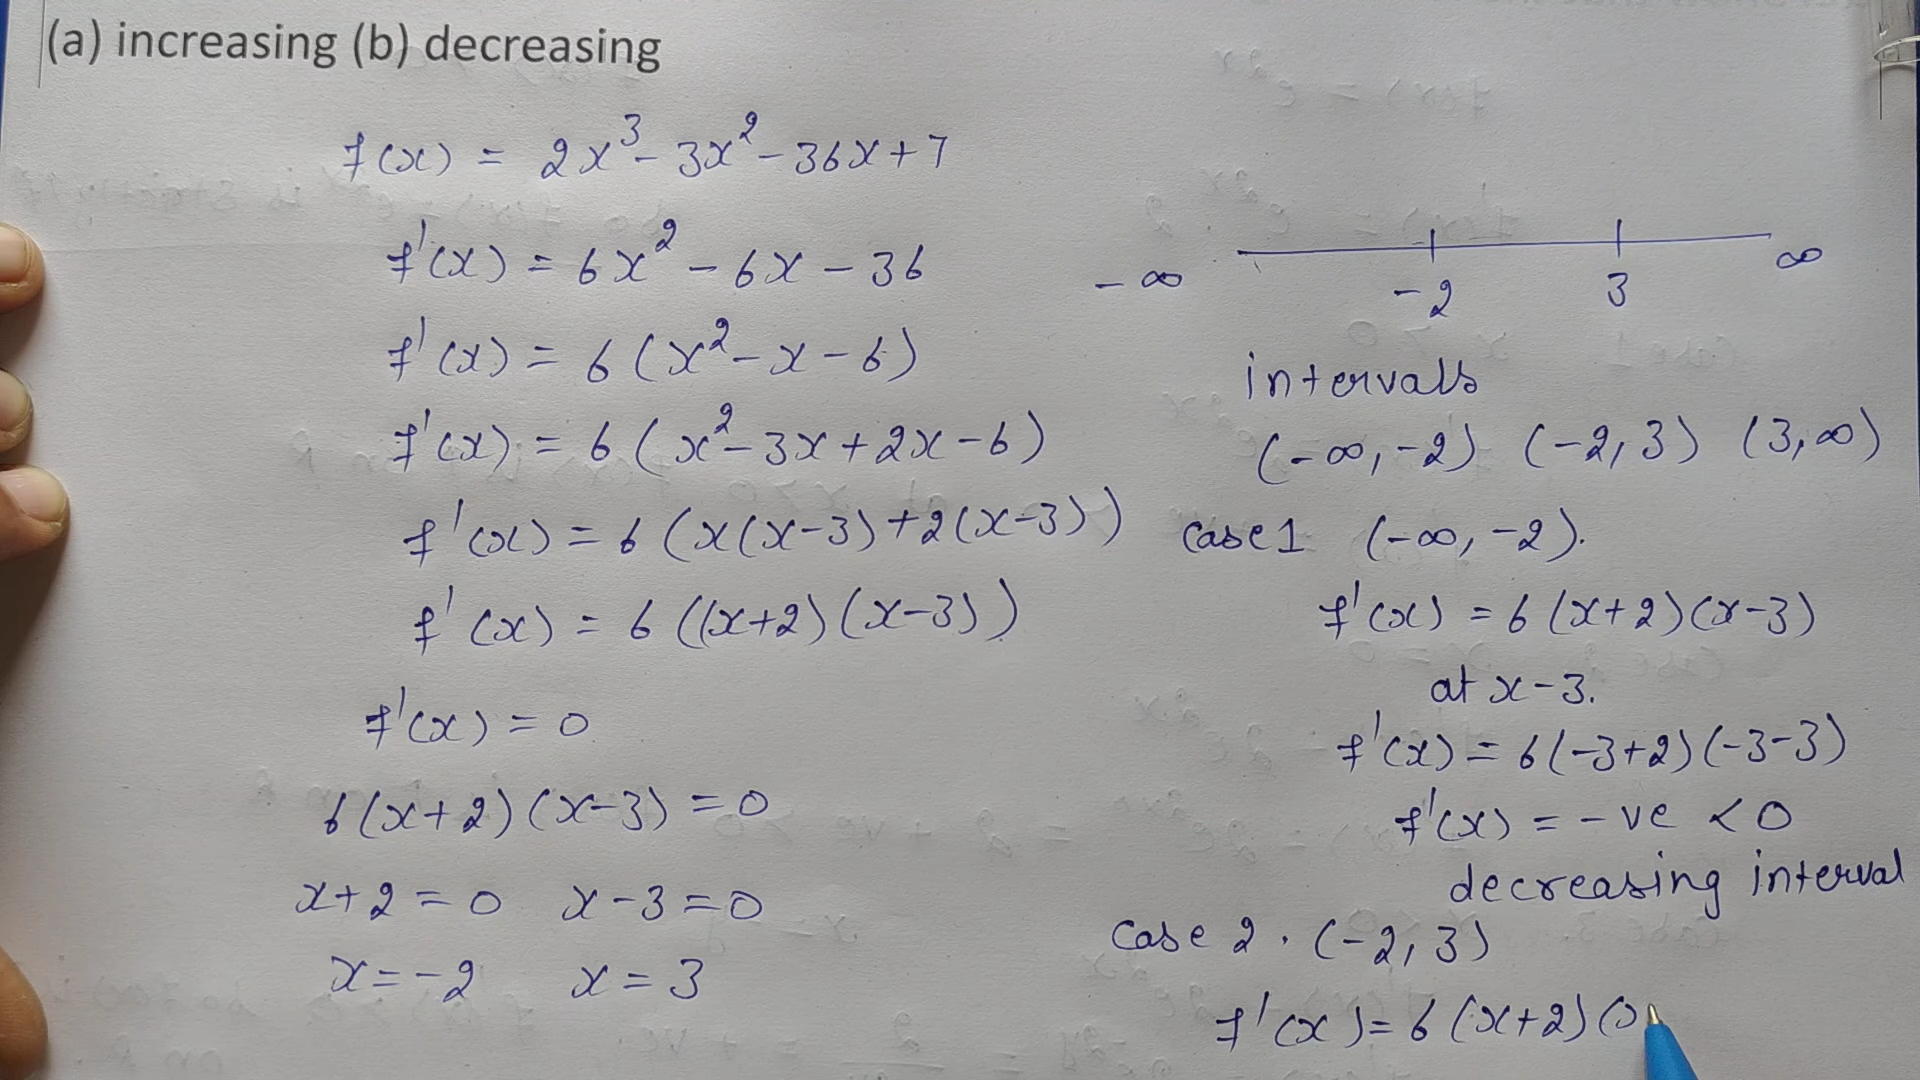 (a) increasing (b) decreasing
f(x) = 2x³ - 3x² - 36x + 7
f'(x) = 6x² - 6x - 36
f'(x) = 6(x² - x - 6)
f'(x) = 6(x² - 3x + 2x - 6)
f'(x) = 6(x(x-3) + 2(x-3))
f'(x) = 6((x+2)(x-3))
f'(x) = 0
6(x+2)(x-3) = 0
x+2 = 0 x-3 = 0
x = -2 x = 3
-∞ -2 3 ∞
intervals
(-∞, -2) (-2, 3) (3, ∞)
case 1 (-∞, -2).
f'(x) = 6(x+2)(x-3)
at x-3.
f'(x) = 6(-3+2)(-3-3)
f'(x) = -ve < 0
decreasing interval
case 2. (-2, 3)
f'(x) = 6(x+2)(